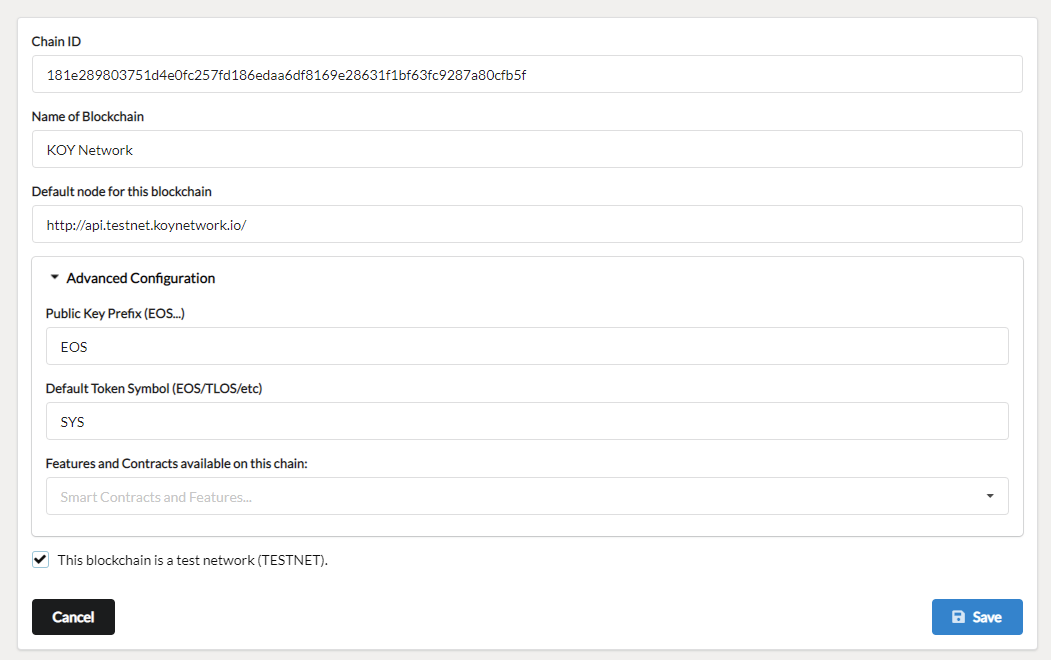 Chain ID
181e289803751d4e0fc257fd186edaa6df8169e28631f1bf63fc9287a80cfb5f
Name of Blockchain
KOY Network
Default node for this blockchain
http://api.testnet.koynetwork.io/
Advanced Configuration
Public Key Prefix (EOS...)
EOS
Default Token Symbol (EOS/TLOS/etc)
SYS
Features and Contracts available on this chain:
Smart Contracts and Features...
This blockchain is a test network (TESTNET).
Cancel
Save